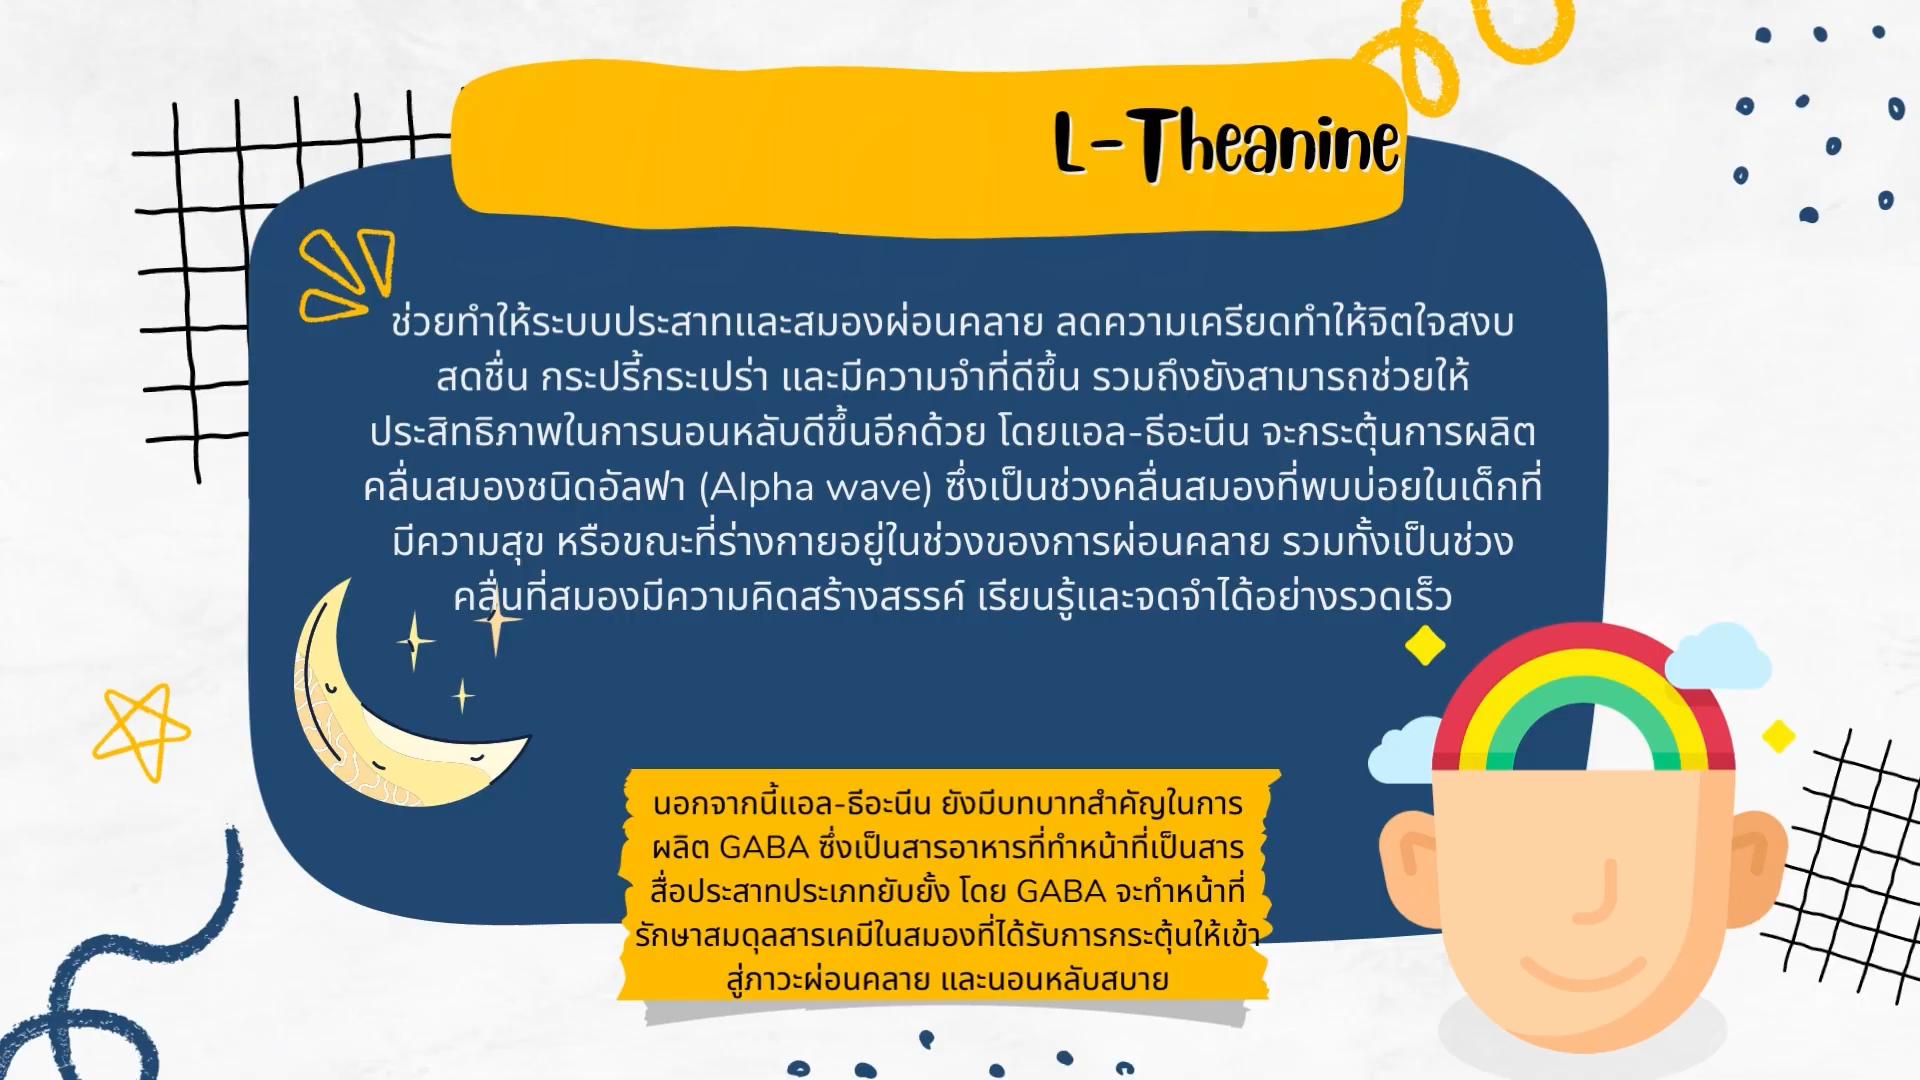 L-Theanine
ช่วยทำให้ระบบประสาทและสมองผ่อนคลาย ลดความเครียดทำให้จิตใจสงบ
สดชื่น กระปรี้กระเปร่า และมีความจำที่ดีขึ้น รวมถึงยังสามารถช่วยให้
ประสิทธิภาพในการนอนหลับดีขึ้นอีกด้วย โดยแอล-ธีอะนีน จะกระตุ้นการผลิต
คลื่นสมองชนิดอัลฟา (Alpha wave) ซึ่งเป็นช่วงคลื่นสมองที่พบบ่อยในเด็กที่
มีความสุข หรือขณะที่ร่างกายอยู่ในช่วงของการผ่อนคลาย รวมทั้งเป็นช่วง
คลื่นที่สมองมีความคิดสร้างสรรค์ เรียนรู้และจดจำได้อย่างรวดเร็ว
นอกจากนี้แอล-ธีอะนีน ยังมีบทบาทสำคัญในการ
ผลิต GABA ซึ่งเป็นสารอาหารที่ทำหน้าที่เป็นสาร
สื่อประสาทประเภทยับยั้ง โดย GABA จะทำหน้าที่
รักษาสมดุลสารเคมีในสมองที่ได้รับการกระตุ้นให้เข้า
สู่ภาวะผ่อนคลาย และนอนหลับสบาย